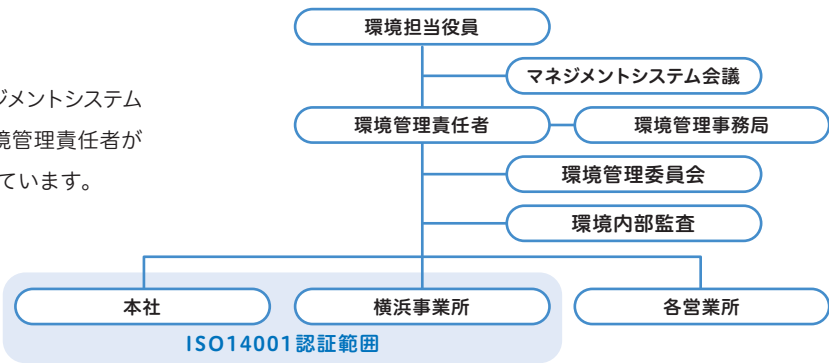 環境担当役員
マネジメントシステム会議
ジメントシステム
境管理責任者が
ています。
環境管理責任者
環境管理事務局
環境管理委員会
環境内部監査
本社
横浜事業所
各営業所
ISO14001認証範囲